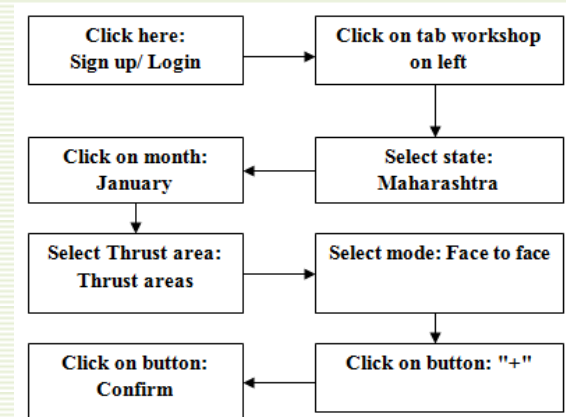 Click here:
Sign up/ Login
Click on tab workshop
on left
Select state:
Maharashtra
Click on month:
January
Select Thrust area:
Thrust areas
Select mode: Face to face
Click on button: "+"
Click on button:
Confirm